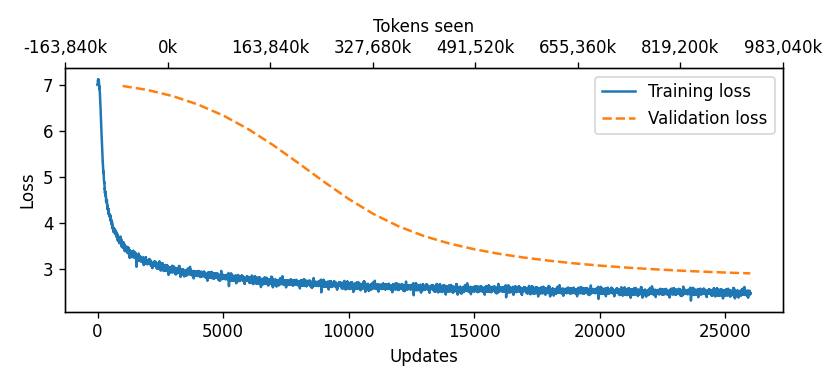 Tokens seen
-163,840k 0k 163,840k 327,680k 491,520k 655,360k 819,200k 983,040k
7
6
5
4
3
Loss
Training loss
Validation loss
0 5000 10000 15000 20000 25000
Updates